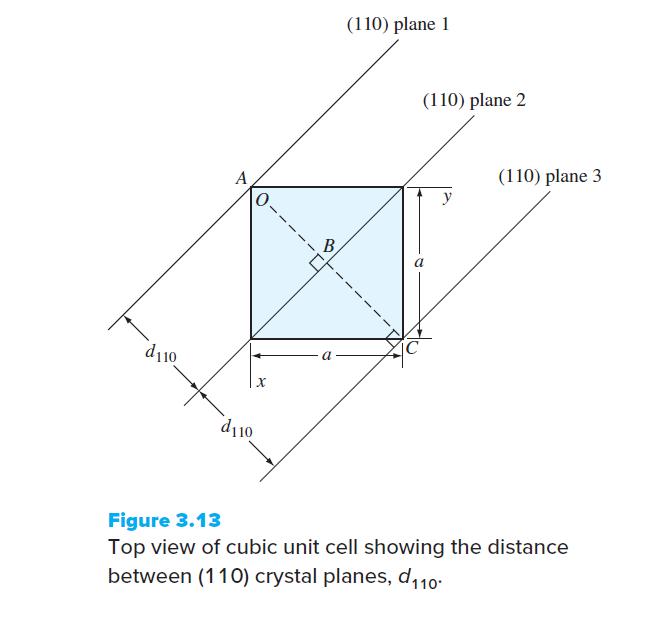 (110) plane 1
(110) plane 2
(110) plane 3
A
O
y
B
a
C
a
d110
x
d110
Figure 3.13
Top view of cubic unit cell showing the distance
between (110) crystal planes, d110.